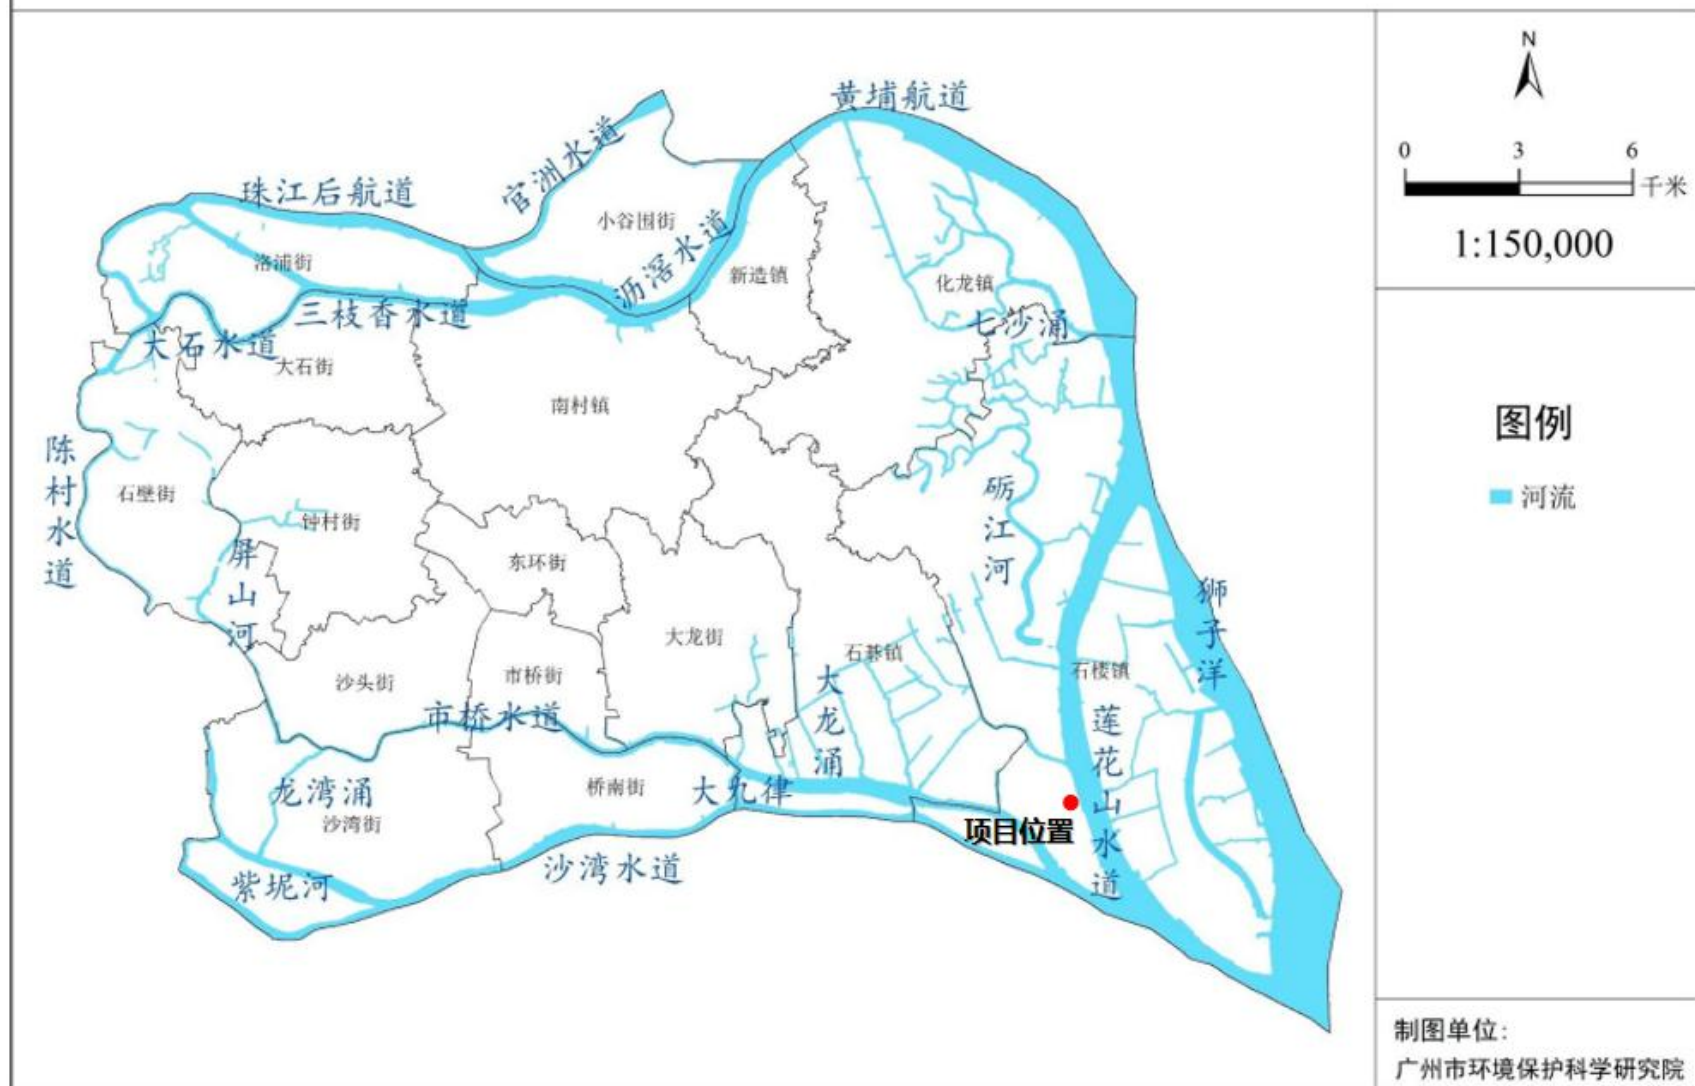 黄埔航道
官洲水道
珠江后航道
小谷围街
沥滘水道
洛浦街
新造镇
化龙镇
三枝香水道
七沙涌
大石水道
大石街
南村镇
陈村水道
石壁街
钟村街
砺江河
屏山河
东环街
狮子洋
大龙街
石碁镇
石楼镇
沙头街
市桥街
大龙涌
市桥水道
莲花山水道
龙湾涌
桥南街
大九律
沙湾街
项目位置
沙湾水道
紫坭河
N
0 3 6
千米
1:150,000
图例
河流
制图单位:
广州市环境保护科学研究院